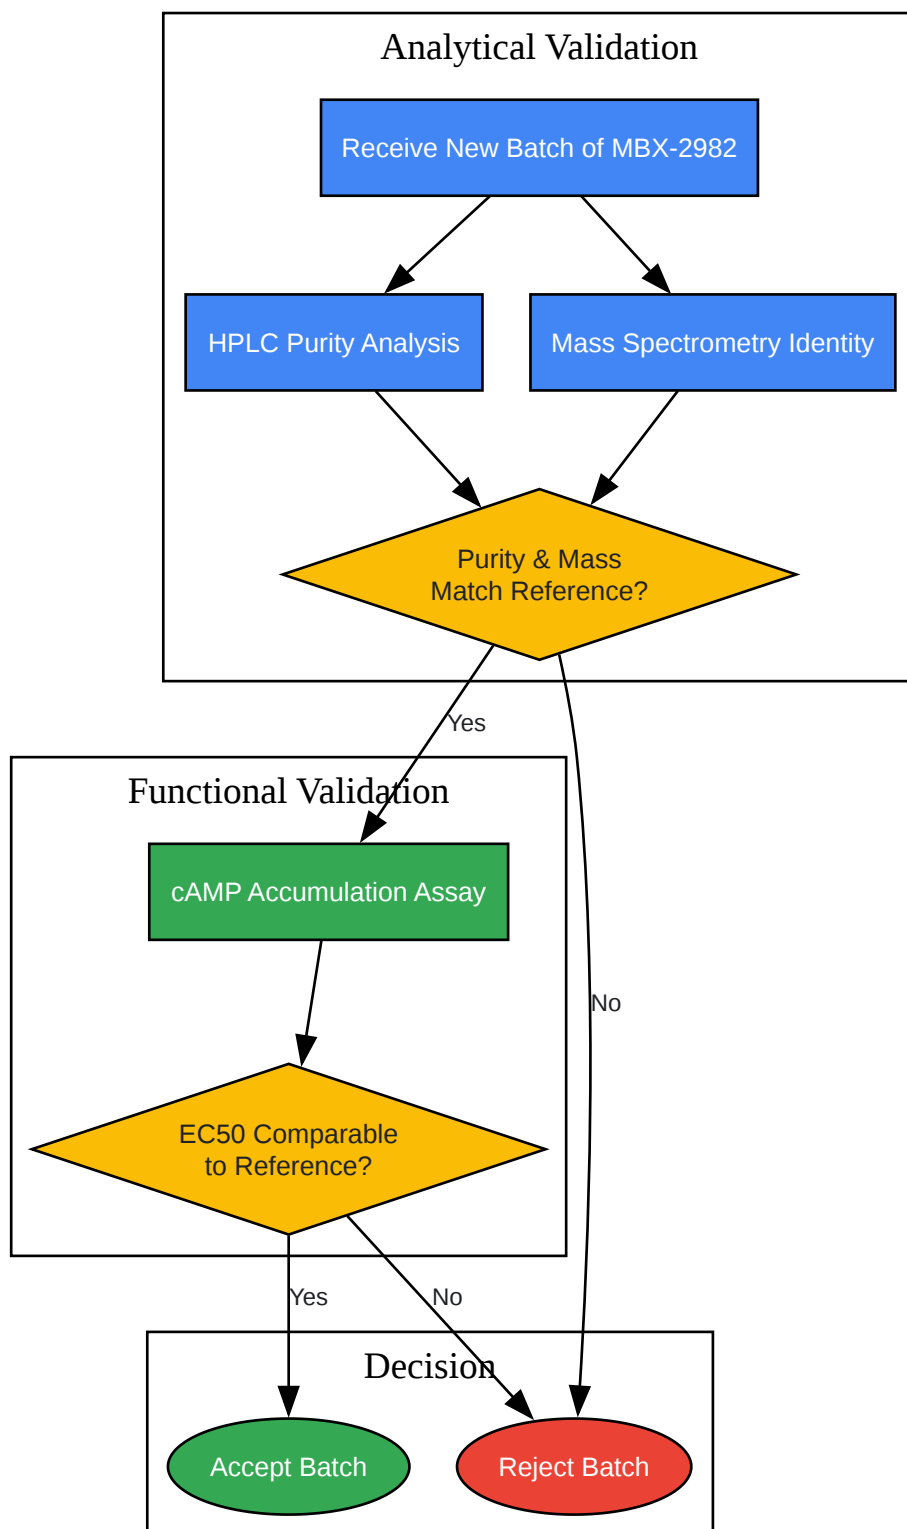 Analytical Validation
Receive New Batch of MBX-2982
HPLC Purity Analysis
Mass Spectrometry Identity
Purity & Mass
Match Reference?
Yes
Functional Validation
cAMP Accumulation Assay
No
EC50 Comparable
to Reference?
Yes
No
Decision
Accept Batch
Reject Batch